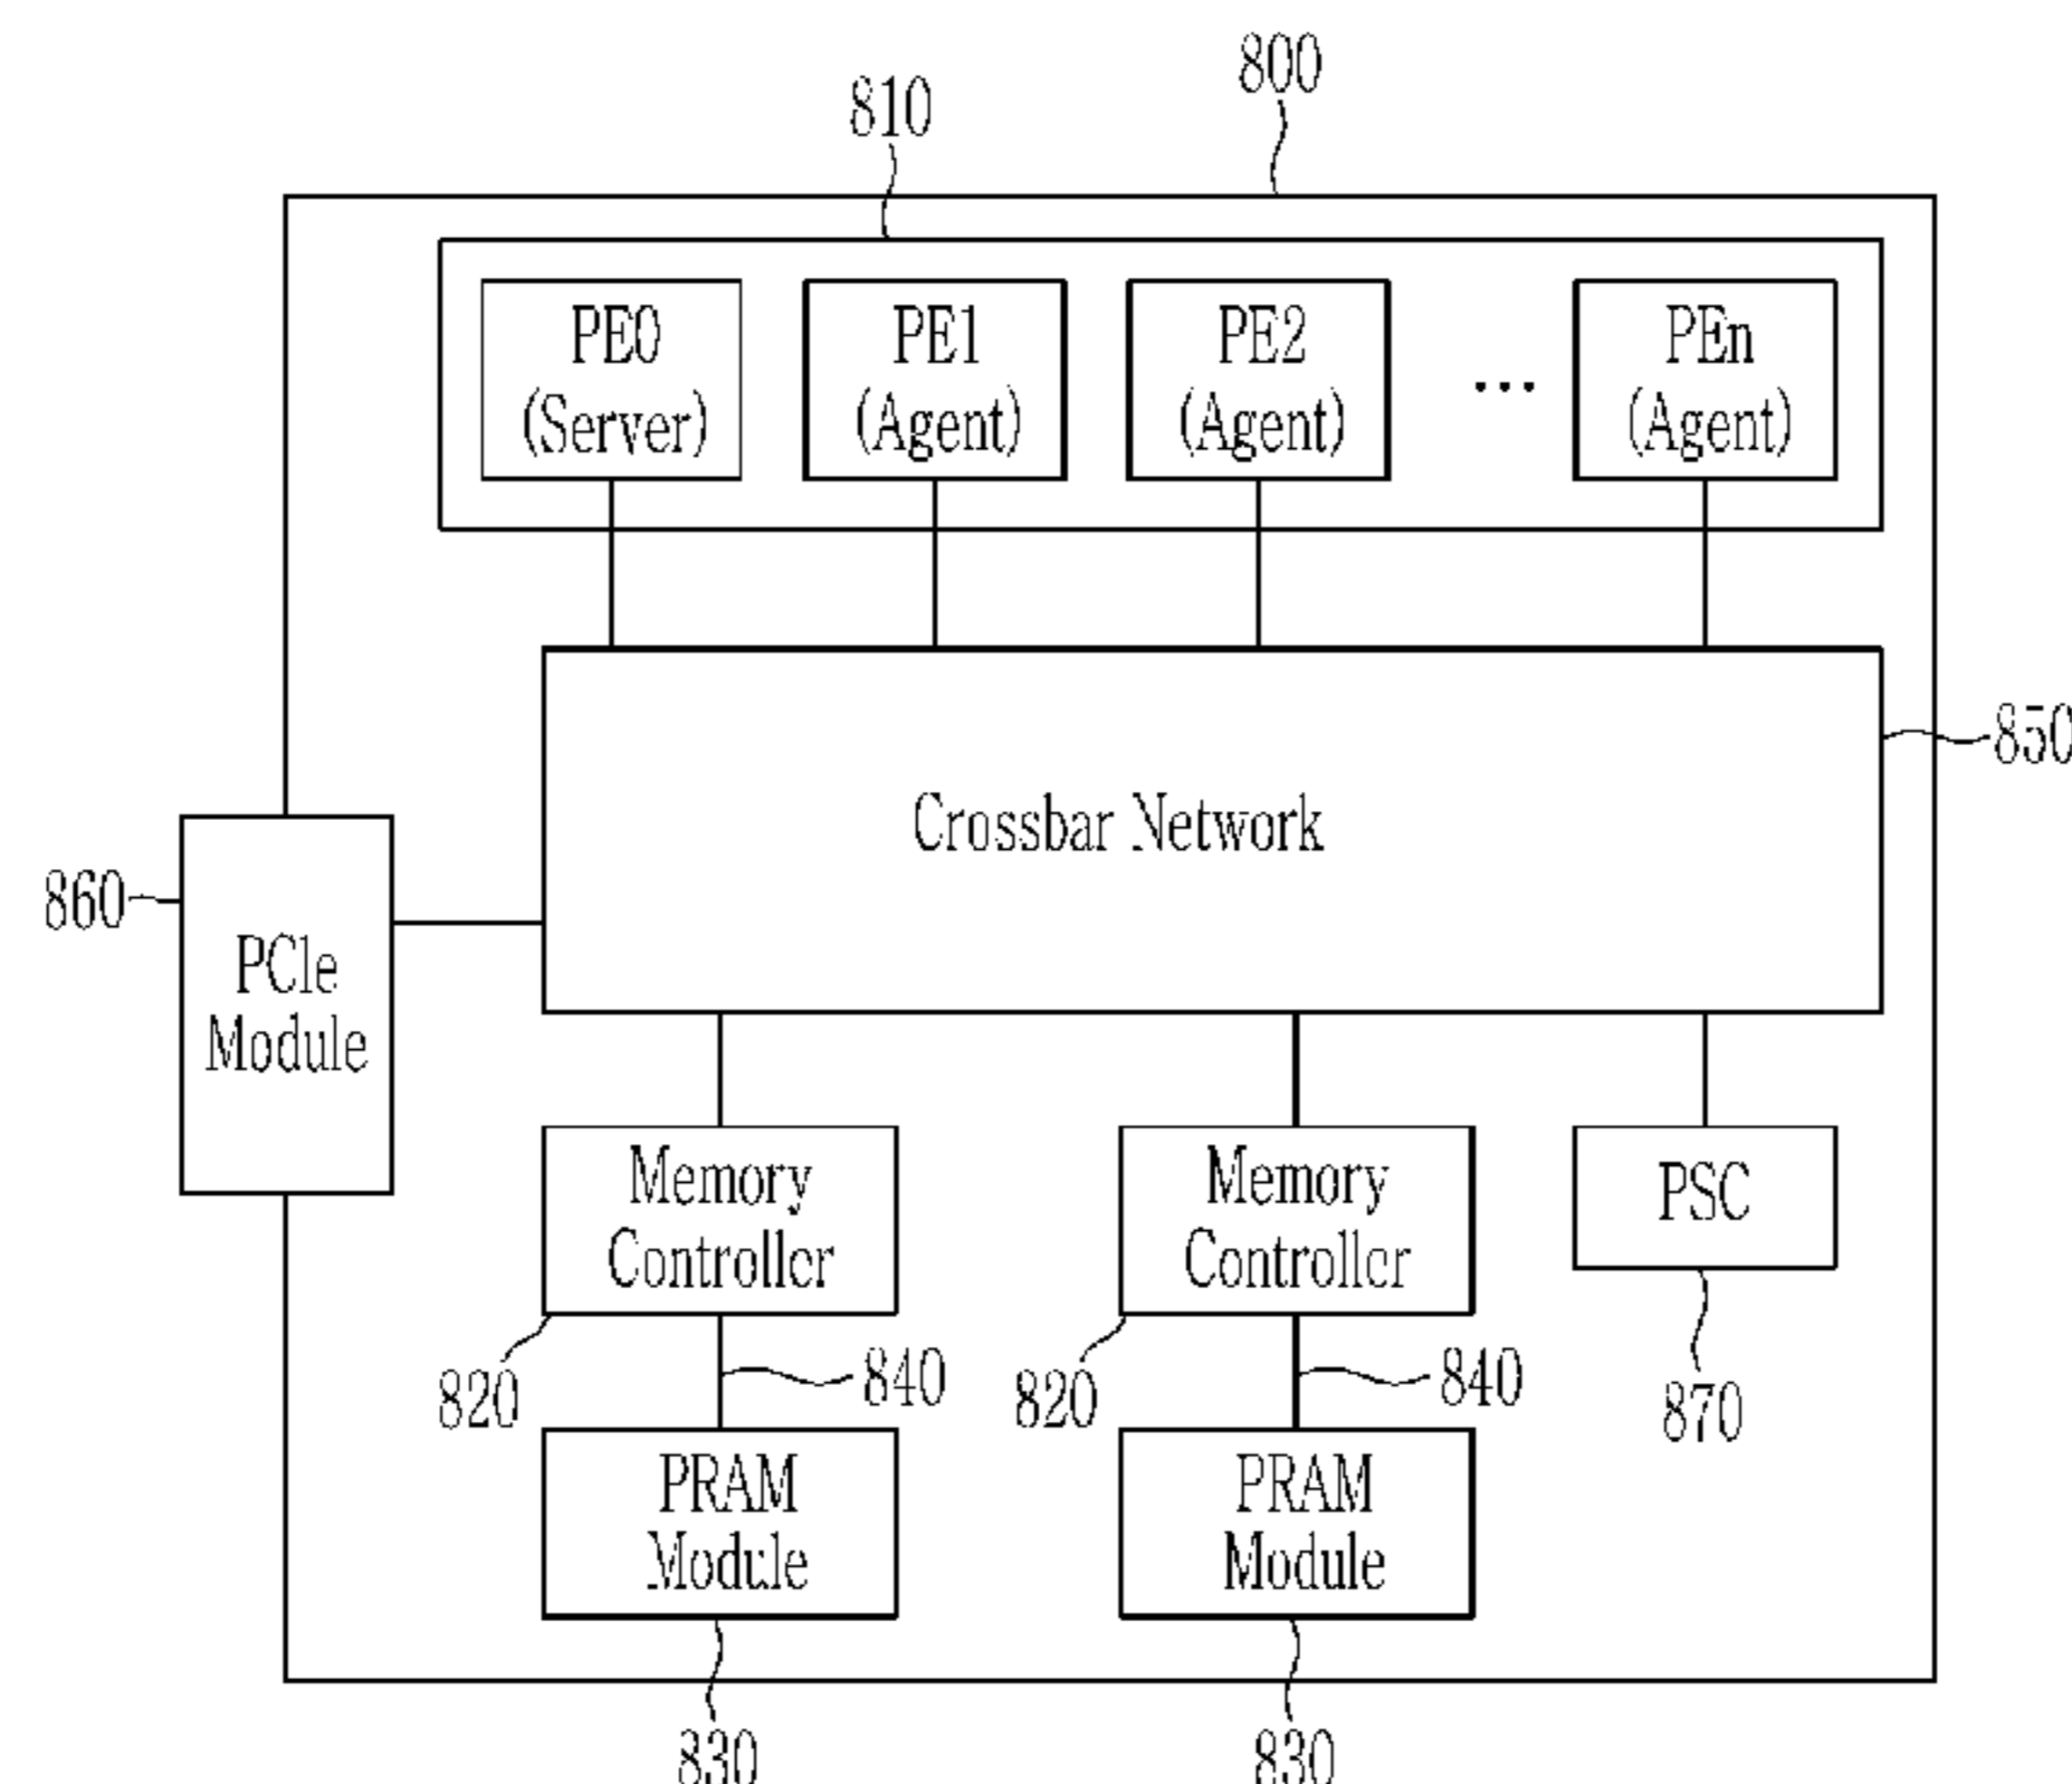 800
810
PE0
(Server)
PE1
(Agent)
PE2
(Agent)
...
PEn
(Agent)
850
Crossbar Network
860
PCIe
Module
Memory
Controller
Memory
Controller
PSC
820
840
820
840
870
PRAM
Module
PRAM
Module
830
830